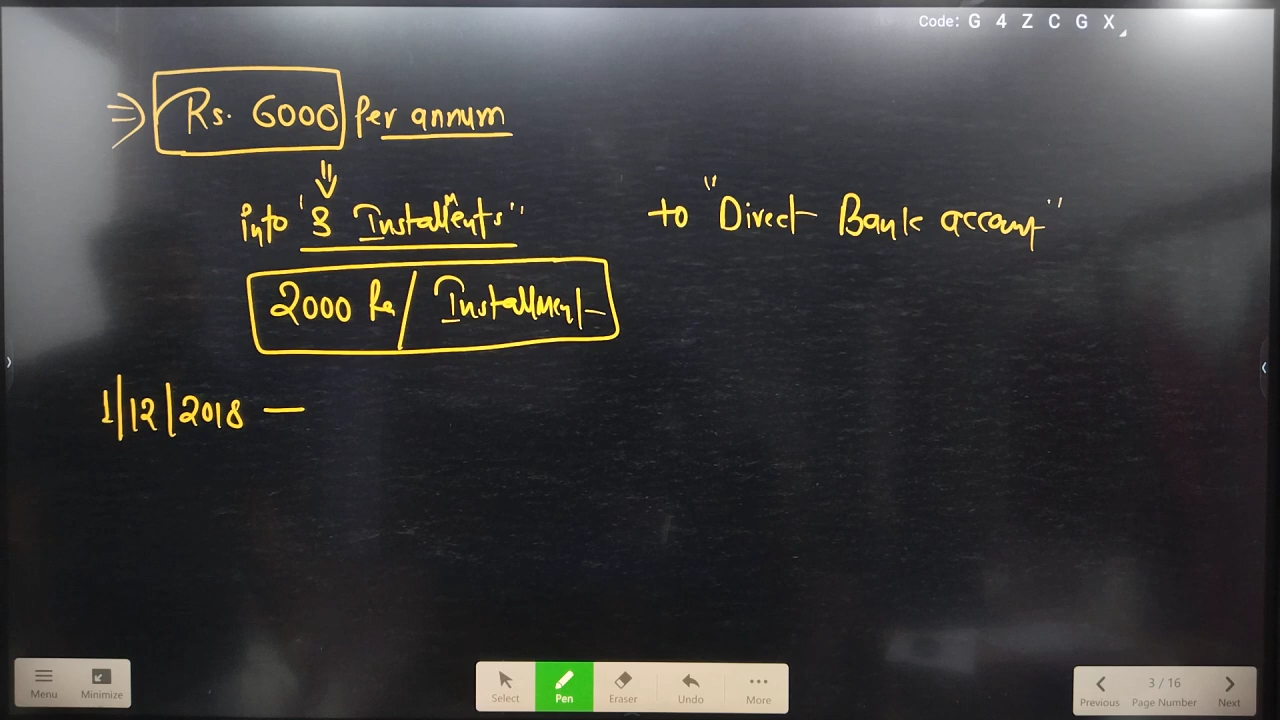 Code: G 4 Z C G X
⇒ Rs. 6000 Per annum
into '3 Installments" to "Direct Bank account"
2000 Rs/ Installment
1/12/2018 —
Menu Minimize Select Pen Eraser Undo More Previous 3 / 16 Page Number Next